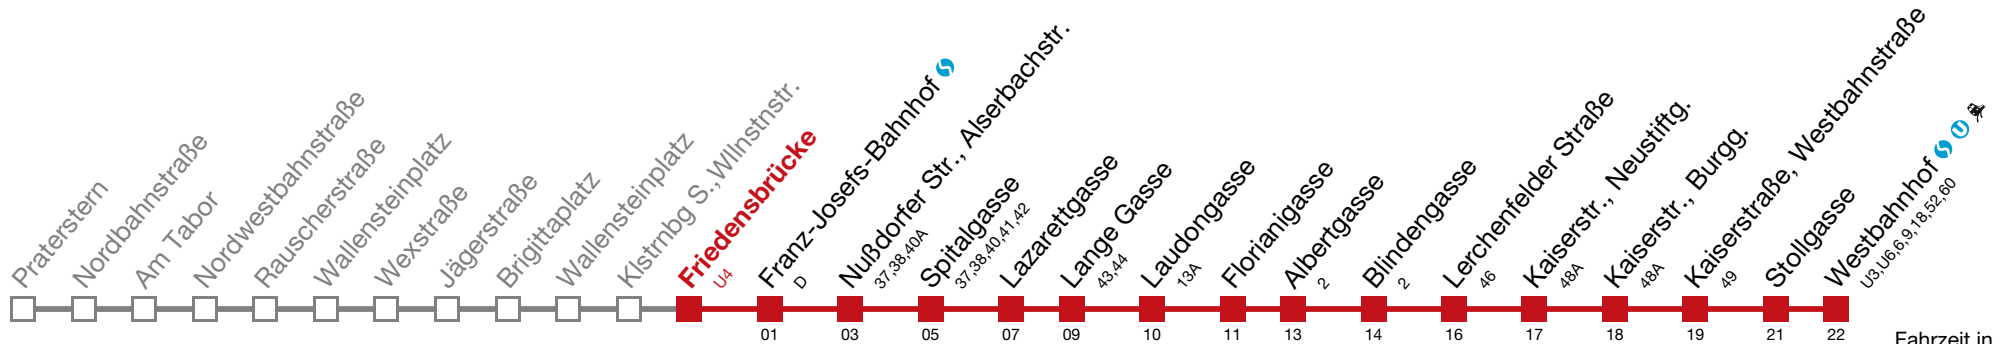 Praterstern
Nordbahnstraße
Am Tabor
Nordwestbahnstraße
Rauscherstraße
Wallensteinplatz
Wexstraße
Jägerstraße
Brigittaplatz
Wallensteinplatz
Klstrnbg S.,Wllnstnstr.
Friedensbrücke
U4
Franz-Josefs-Bahnhof
D
Nußdorfer Str., Alserbachstr.
37,38,40A
Spitalgasse
37,38,40,41,42
Lazarettgasse
Lange Gasse
43,44
Laudongasse
13A
Florianigasse
Albertgasse
2
Blindengasse
2
Lerchenfelder Straße
46
Kaiserstr., Neustiftg.
48A
Kaiserstr., Burgg.
48A
Kaiserstraße, Westbahnstraße
49
Stollgasse
Westbahnhof
U3,U6,6,9,18,52,60
01 03 05 07 09 10 11 13 14 16 17 18 19 21 22
Fahrzeit in